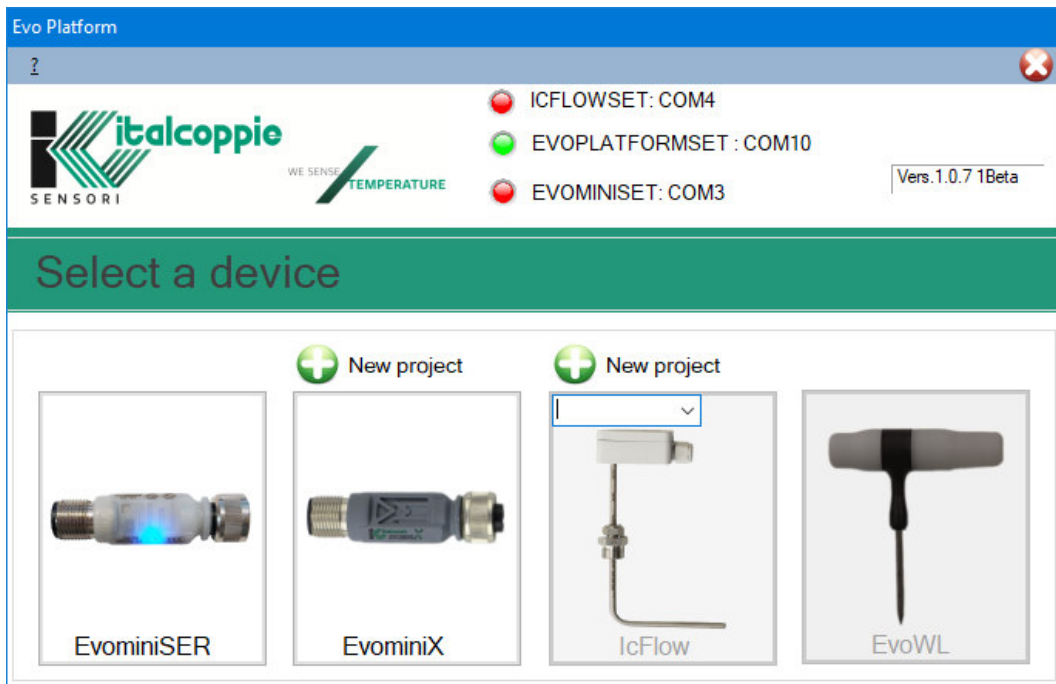 Evo Platform
?
italcoppie
SENSORI
WE SENSE
TEMPERATURE
ICFLOWSET: COM4
EVOPLATFORMSET : COM10
EVOMINISET: COM3
Vers.1.0.7 1Beta
Select a device
New project
New project
EvominiSER
EvominiX
IcFlow
EvoWL